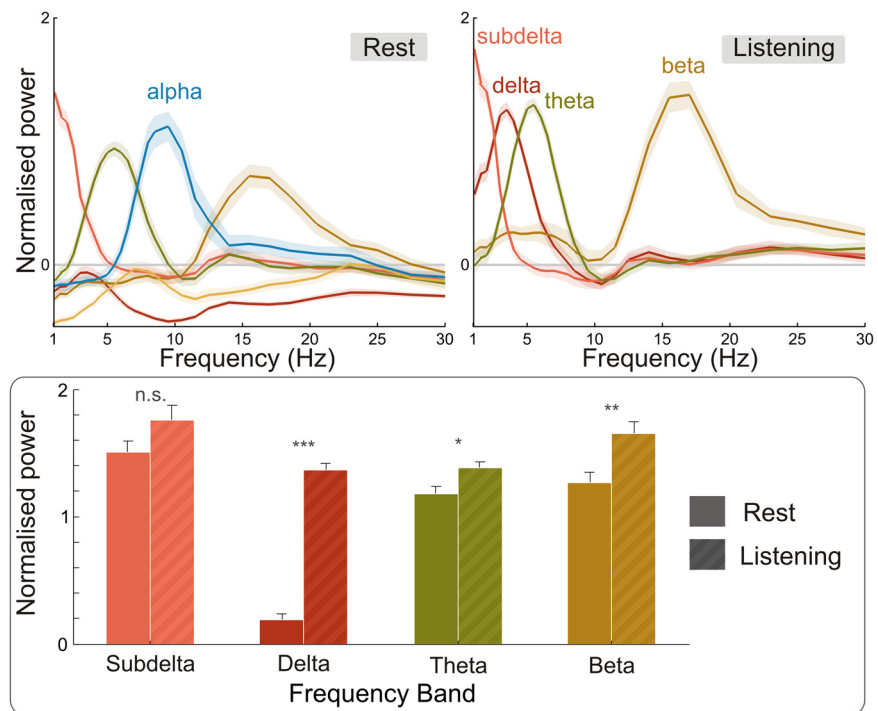 2
2
Rest
Listening
subdelta
delta
theta
beta
alpha
Normalised power
0
0
1
5
10
15
20
25
30
1
5
10
15
20
25
30
Frequency (Hz)
Frequency (Hz)
2
1
0
Normalised power
n.s.
***
*
**
Rest
Listening
Subdelta
Delta
Theta
Beta
Frequency Band